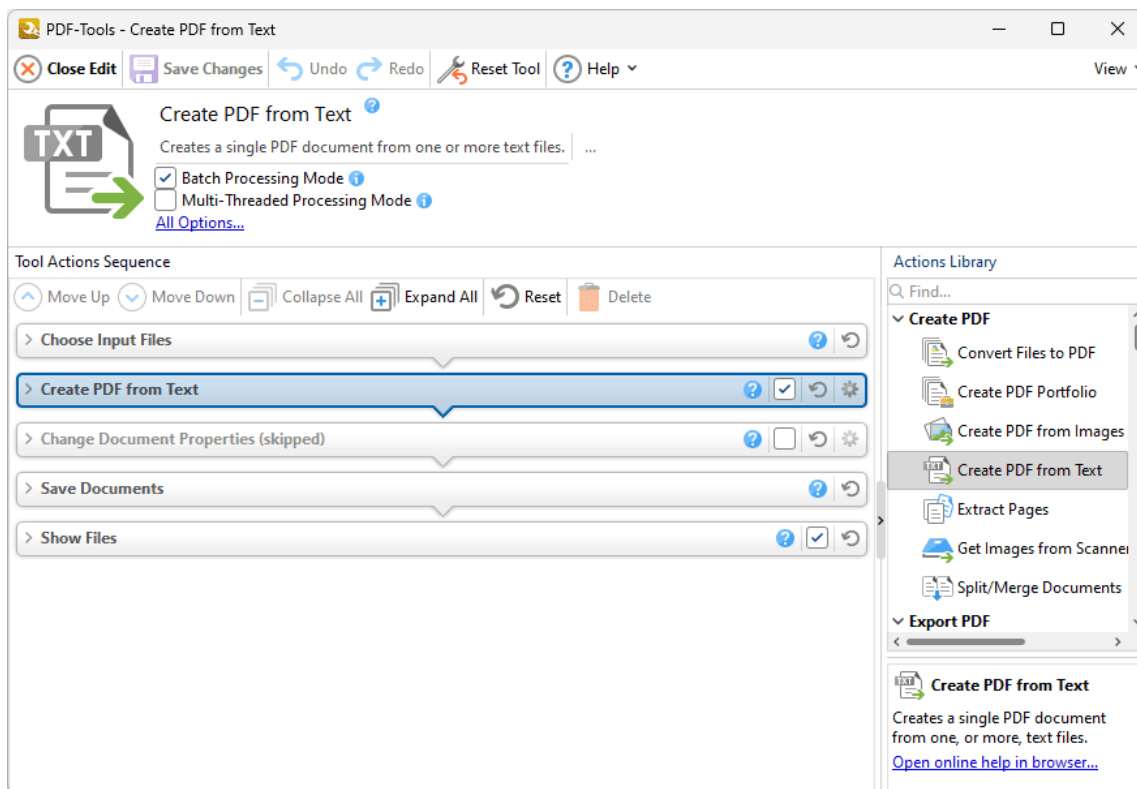 PDF-Tools - Create PDF from Text
Close Edit Save Changes Undo Redo Reset Tool ? Help View
TXT
Create PDF from Text ?
Creates a single PDF document from one or more text files. ...
Batch Processing Mode i
Multi-Threaded Processing Mode i
All Options...
Tool Actions Sequence
Move Up Move Down Collapse All Expand All Reset Delete
Choose Input Files ?
Create PDF from Text ?
Change Document Properties (skipped) ?
Save Documents ?
Show Files ?
Actions Library
Find...
Create PDF
Convert Files to PDF
Create PDF Portfolio
Create PDF from Images
TXT Create PDF from Text
Extract Pages
Get Images from Scanner
Split/Merge Documents
Export PDF
TXT Create PDF from Text
Creates a single PDF document
from one, or more, text files.
Open online help in browser...